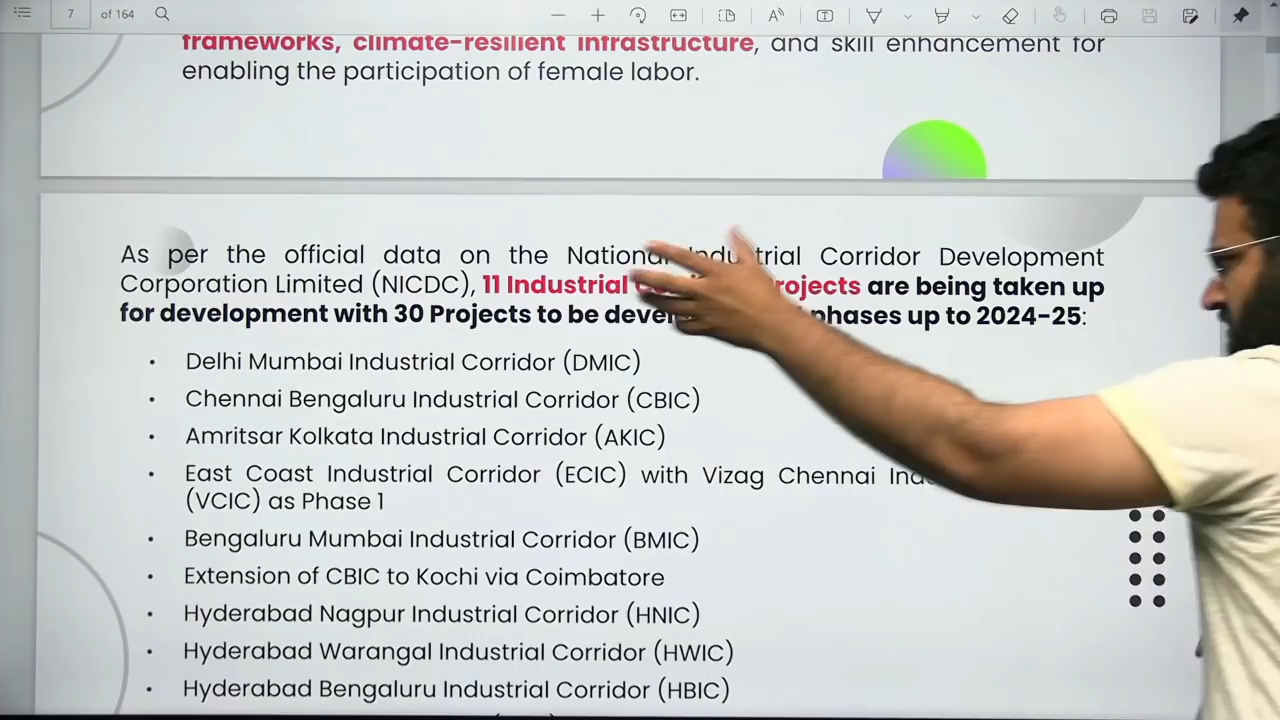 7 of 164
frameworks, climate-resilient infrastructure, and skill enhancement for
enabling the participation of female labor.
As per the official data on the National Industrial Corridor Development
Corporation Limited (NICDC), 11 Industrial rojects are being taken up
for development with 30 Projects to be phases up to 2024-25:
• Delhi Mumbai Industrial Corridor (DMIC)
• Chennai Bengaluru Industrial Corridor (CBIC)
• Amritsar Kolkata Industrial Corridor (AKIC)
• East Coast Industrial Corridor (ECIC) with Vizag Chennai
(VCIC) as Phase 1
• Bengaluru Mumbai Industrial Corridor (BMIC)
• Extension of CBIC to Kochi via Coimbatore
• Hyderabad Nagpur Industrial Corridor (HNIC)
• Hyderabad Warangal Industrial Corridor (HWIC)
• Hyderabad Bengaluru Industrial Corridor (HBIC)